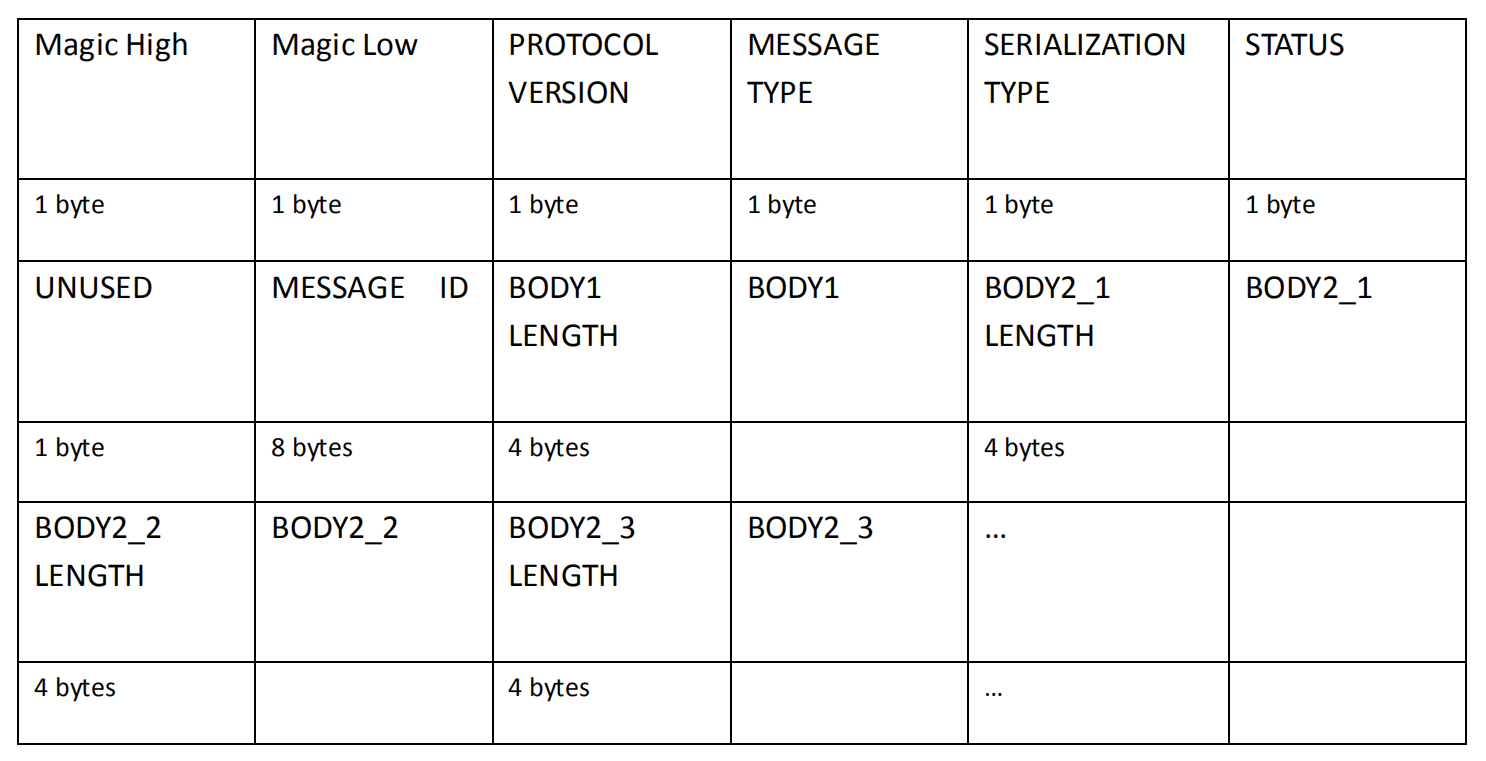 Magic High Magic Low PROTOCOL MESSAGE SERIALIZATION STATUS
VERSION TYPE TYPE
1 byte 1 byte 1 byte 1 byte 1 byte 1 byte
UNUSED MESSAGE ID BODY1 BODY1 BODY2_1 BODY2_1
LENGTH LENGTH
1 byte 8 bytes 4 bytes 4 bytes
BODY2_2 BODY2_2 BODY2_3 BODY2_3 ...
LENGTH LENGTH
4 bytes 4 bytes ...